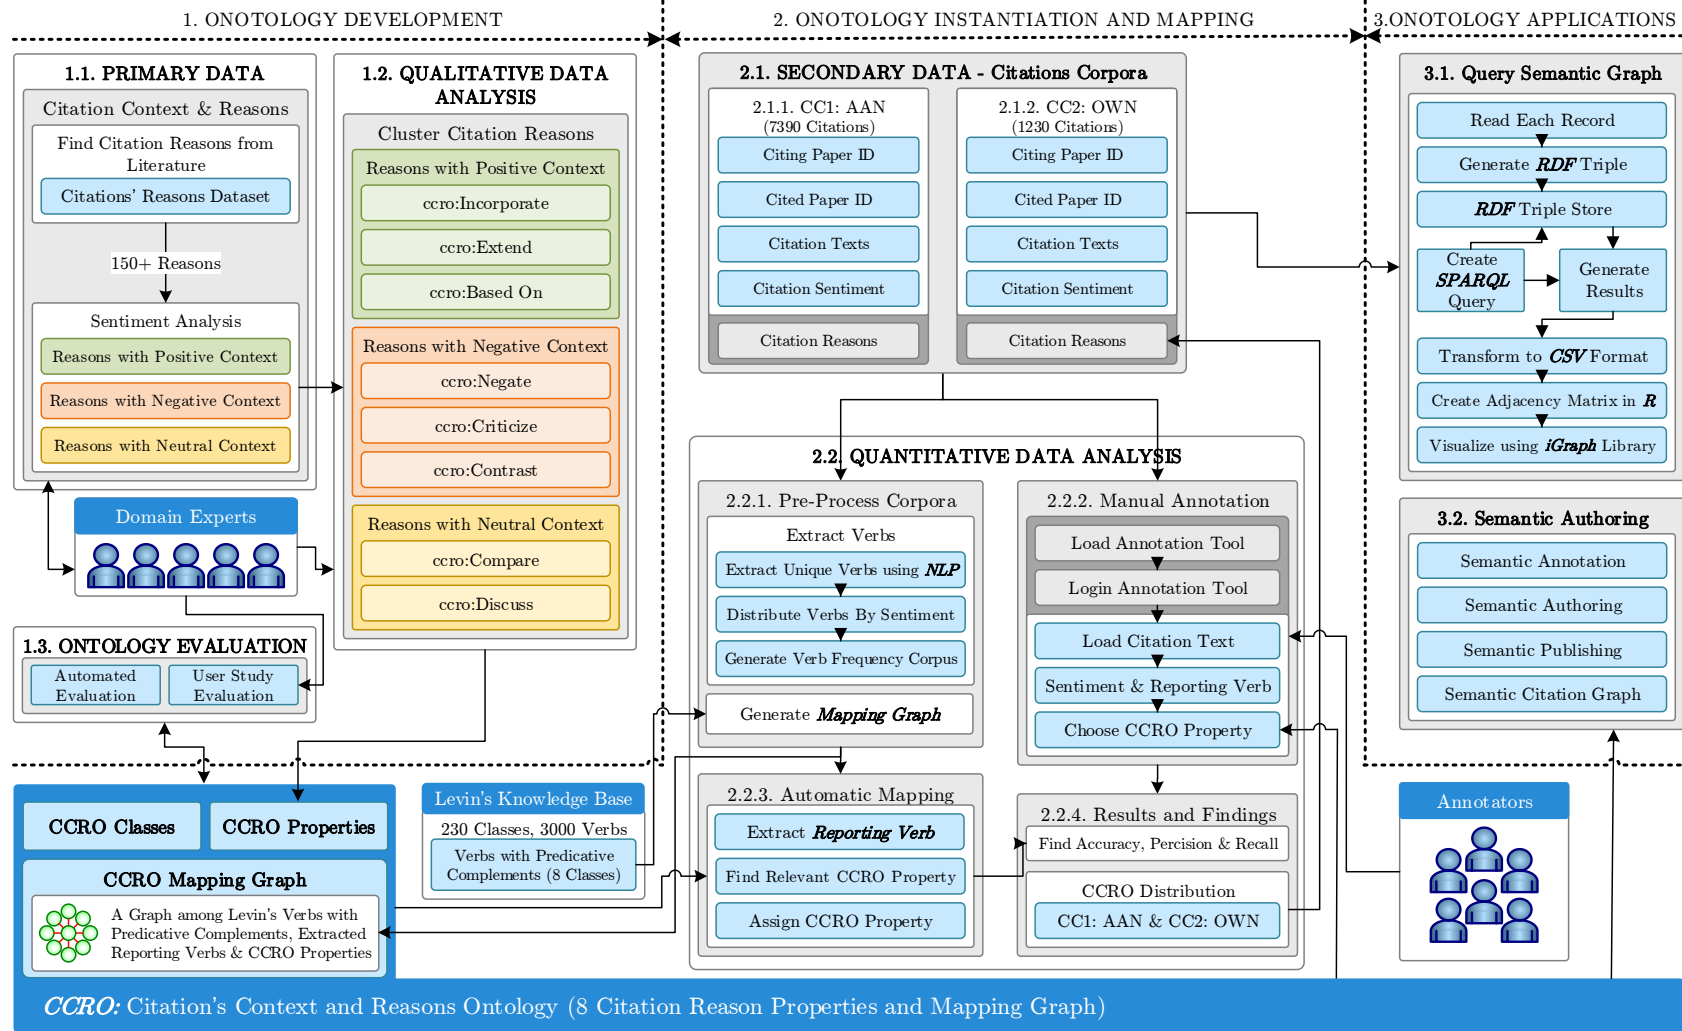 1. ONOTOLOGY DEVELOPMENT
2. ONOTOLOGY INSTANTIATION AND MAPPING
3.ONOTOLOGY APPLICATIONS
1.1. PRIMARY DATA
Citation Context & Reasons
Find Citation Reasons from
Literature
Citations' Reasons Dataset
150+ Reasons
Sentiment Analysis
Reasons with Positive Context
Reasons with Negative Context
Reasons with Neutral Context
Domain Experts
1.2. QUALITATIVE DATA
ANALYSIS
Cluster Citation Reasons
Reasons with Positive Context
ccro:Incorporate
ccro:Extend
ccro:Based On
Reasons with Negative Context
ccro:Negate
ccro:Criticize
ccro:Contrast
Reasons with Neutral Context
ccro:Compare
ccro:Discuss
1.3. ONTOLOGY EVALUATION
Automated
Evaluation
User Study
Evaluation
CCRO Classes
CCRO Properties
CCRO Mapping Graph
A Graph among Levin's Verbs with
Predicative Complements, Extracted
Reporting Verbs & CCRO Properties
Levin's Knowledge Base
230 Classes, 3000 Verbs
Verbs with Predicative
Complements (8 Classes)
2.1. SECONDARY DATA - Citations Corpora
2.1.1. CC1: AAN
(7390 Citations)
Citing Paper ID
Cited Paper ID
Citation Texts
Citation Sentiment
Citation Reasons
2.1.2. CC2: OWN
(1230 Citations)
Citing Paper ID
Cited Paper ID
Citation Texts
Citation Sentiment
Citation Reasons
2.2. QUANTITATIVE DATA ANALYSIS
2.2.1. Pre-Process Corpora
Extract Verbs
Extract Unique Verbs using NLP
Distribute Verbs By Sentiment
Generate Verb Frequency Corpus
Generate Mapping Graph
2.2.2. Manual Annotation
Load Annotation Tool
Login Annotation Tool
Load Citation Text
Sentiment & Reporting Verb
Choose CCRO Property
2.2.3. Automatic Mapping
Extract Reporting Verb
Find Relevant CCRO Property
Assign CCRO Property
2.2.4. Results and Findings
Find Accuracy, Percision & Recall
CCRO Distribution
CC1: AAN & CC2: OWN
3.1. Query Semantic Graph
Read Each Record
Generate RDF Triple
RDF Triple Store
Create
SPARQL
Query
Generate
Results
Transform to CSV Format
Create Adjacency Matrix in R
Visualize using iGraph Library
3.2. Semantic Authoring
Semantic Annotation
Semantic Authoring
Semantic Publishing
Semantic Citation Graph
Annotators
CCRO: Citation's Context and Reasons Ontology (8 Citation Reason Properties and Mapping Graph)